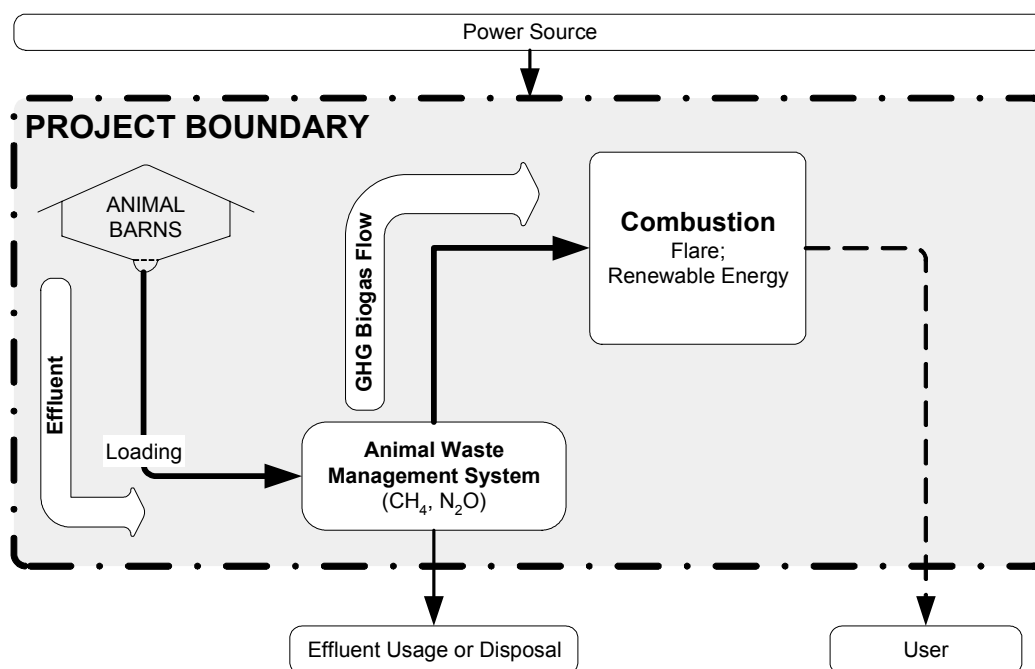 Power Source
PROJECT BOUNDARY
ANIMAL
BARNS
GHG Biogas Flow
Combustion
Flare;
Renewable Energy
Effluent
Loading
Animal Waste
Management System
(CH₄, N₂O)
Effluent Usage or Disposal
User